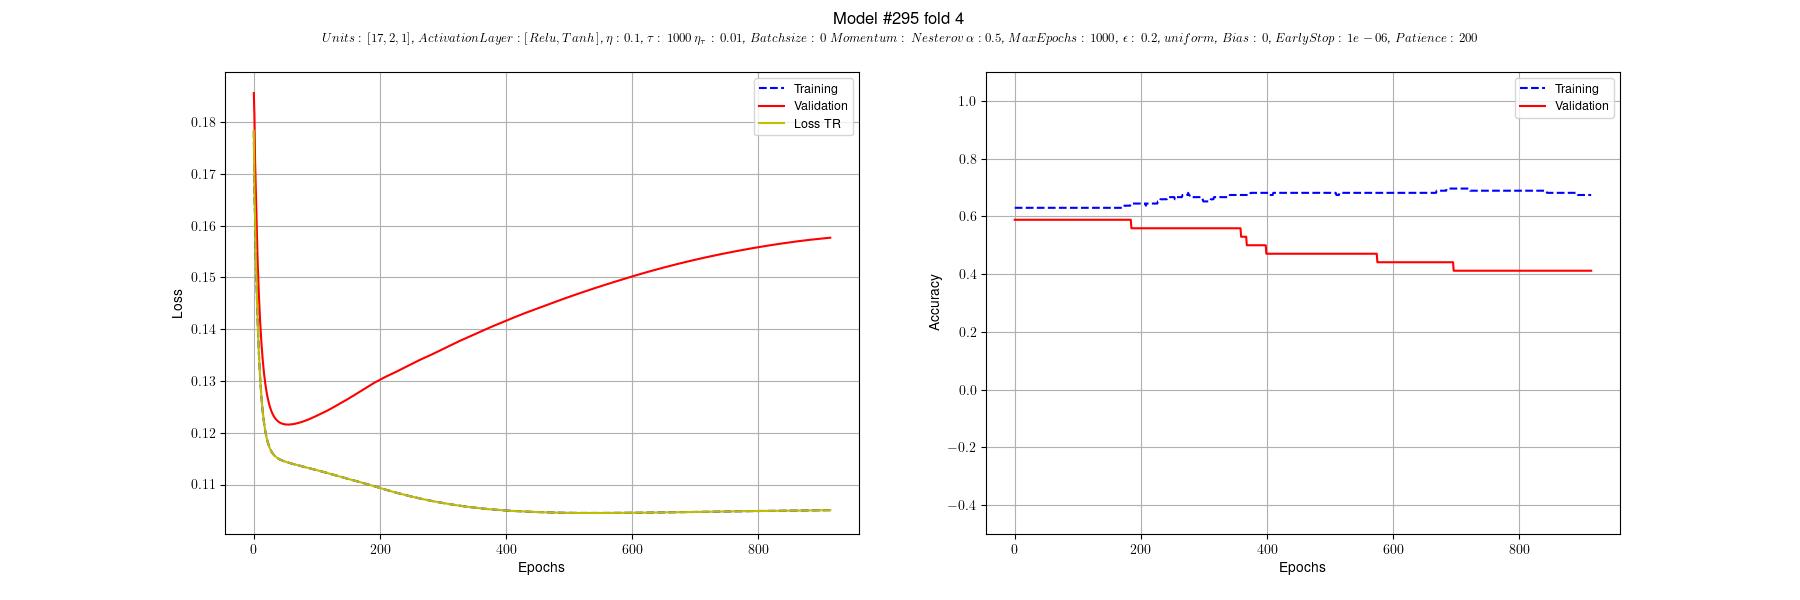 Model #295 fold 4
Units : [17, 2, 1], ActivationLayer : [Relu, Tanh], η : 0.1, τ : 1000 η_τ : 0.01, Batchsize : 0 Momentum : Nesterov α : 0.5, MaxEpochs : 1000, ϵ : 0.2, uniform, Bias : 0, EarlyStop : 1e − 06, Patience : 200
Training
Validation
Loss TR
0.18
0.17
0.16
0.15
0.14
0.13
0.12
0.11
Loss
0
200
400
600
800
Epochs
Training
Validation
1.0
0.8
0.6
0.4
0.2
0.0
−0.2
−0.4
Accuracy
0
200
400
600
800
Epochs